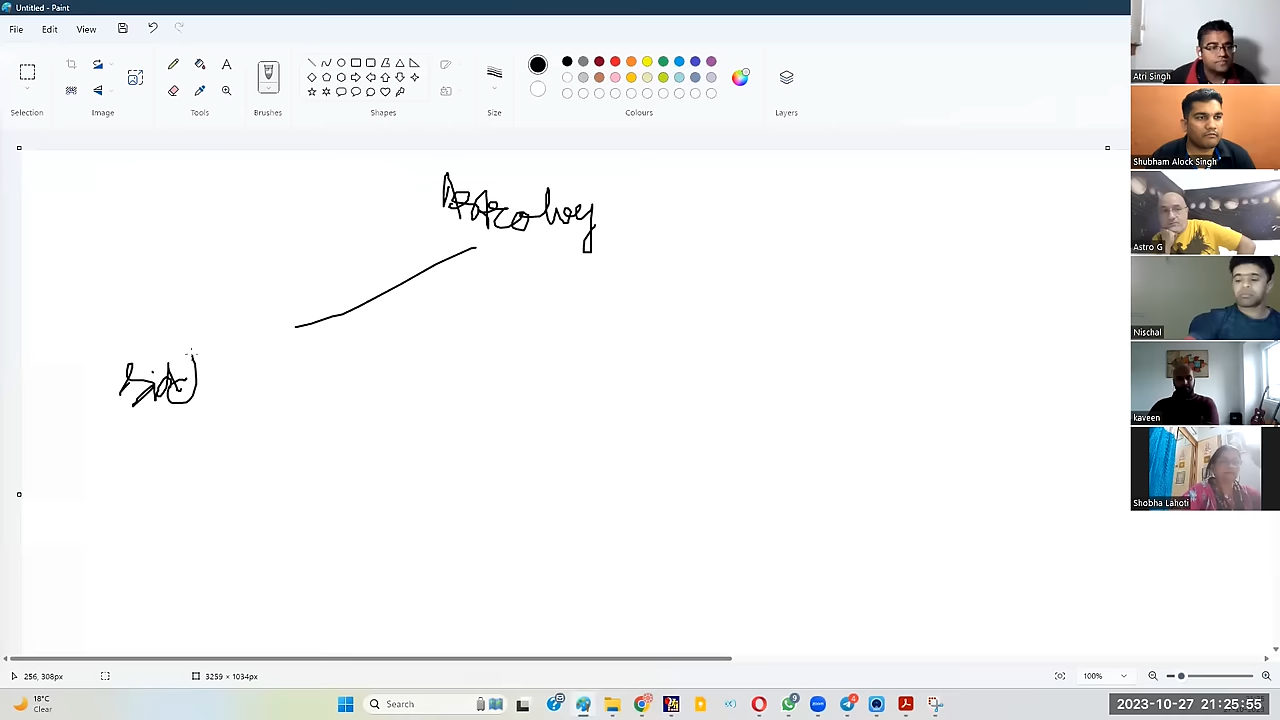 Untitled - Paint
File Edit View
Selection Image Tools Brushes Shapes Size Colours Layers
Atri Singh
Shubham Alock Singh
Astro G
Nischal
kaveen
Shobha Lahoti
256, 308px 3259 × 1034px 100%
18°C
Clear
Search
2023-10-27 21:25:55